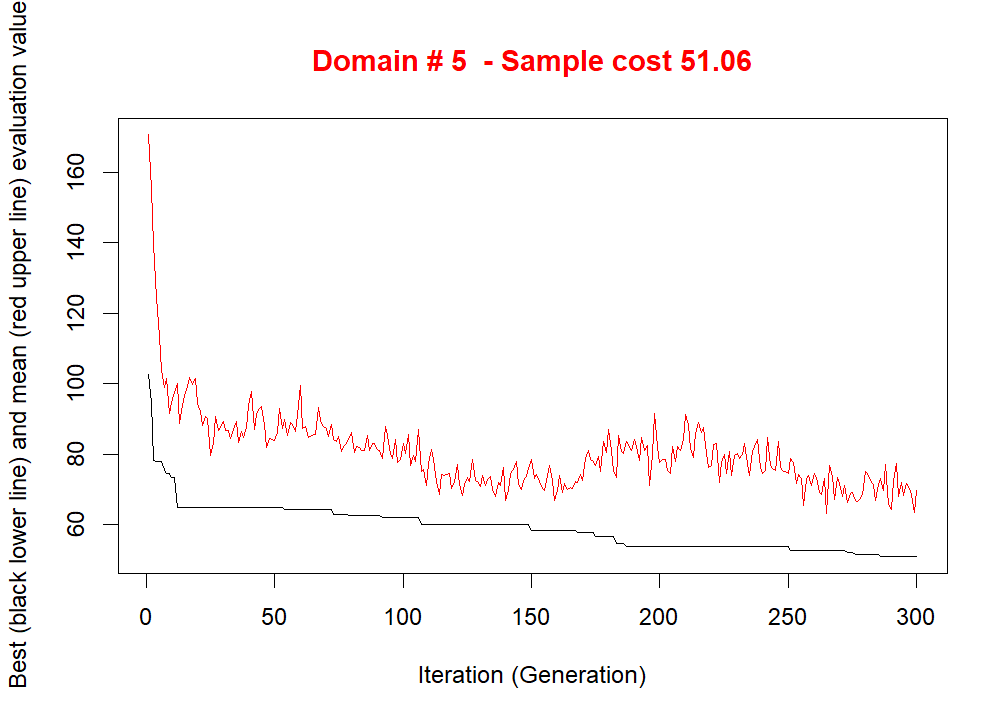 Domain # 5  - Sample cost 51.06
Best (black lower line) and mean (red upper line) evaluation value
160
140
120
100
80
60
0 50 100 150 200 250 300
Iteration (Generation)